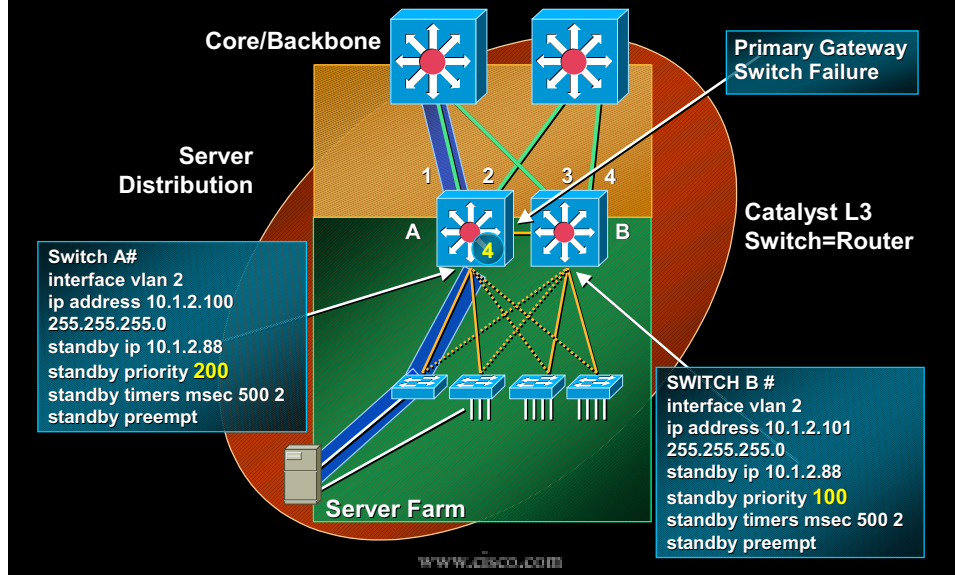 Core/Backbone
Primary Gateway
Switch Failure
Server
Distribution
1
2
3
4
A
B
4
Catalyst L3
Switch=Router
Switch A#
interface vlan 2
ip address 10.1.2.100
255.255.255.0
standby ip 10.1.2.88
standby priority 200
standby timers msec 500 2
standby preempt
SWITCH B #
interface vlan 2
ip address 10.1.2.101
255.255.255.0
standby ip 10.1.2.88
standby priority 100
standby timers msec 500 2
standby preempt
Server Farm
www.cisco.com